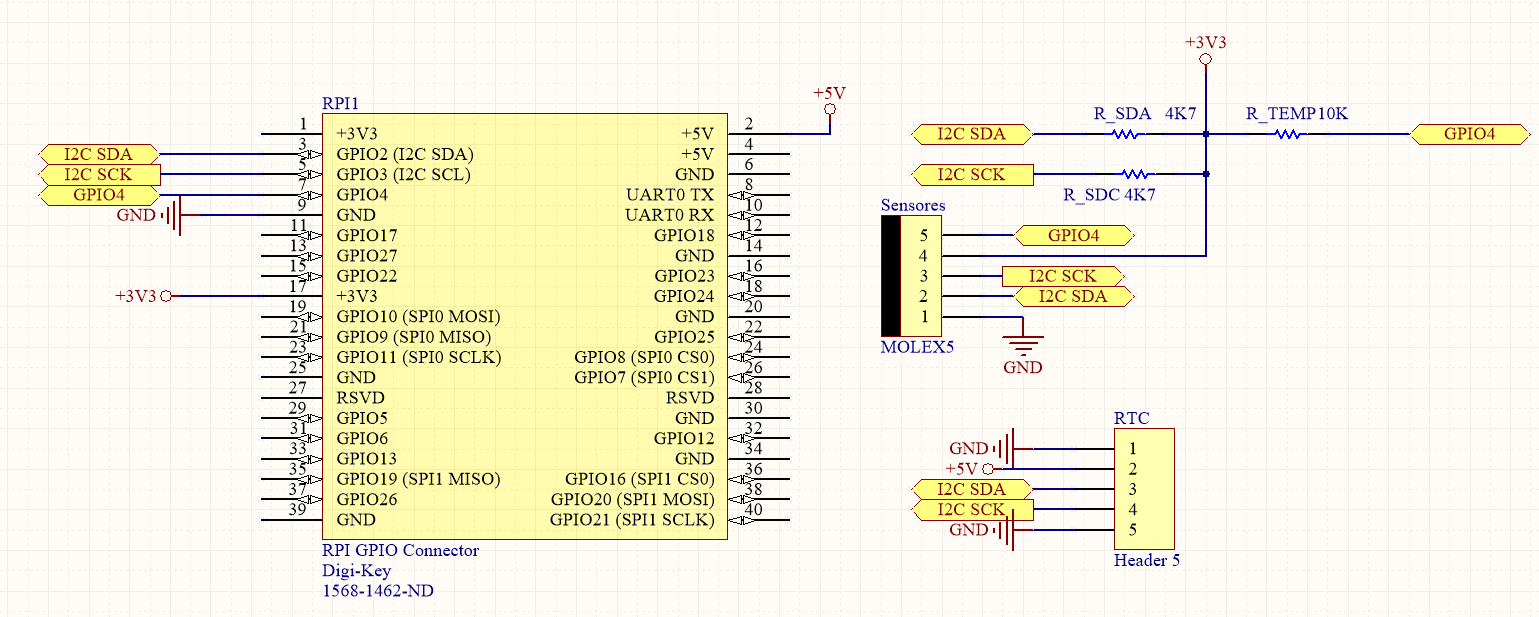 RPI1
1 +3V3 +5V 2
+5V
I2C SDA 3 GPIO2 (I2C SDA) +5V 4
I2C SCK 5 GPIO3 (I2C SCL) GND 6
GPIO4 7 GPIO4 UART0 TX 8
GND 9 GND UART0 RX 10
11 GPIO17 GPIO18 12
13 GPIO27 GND 14
15 GPIO22 GPIO23 16
+3V3 17 +3V3 GPIO24 18
19 GPIO10 (SPI0 MOSI) GND 20
21 GPIO9 (SPI0 MISO) GPIO25 22
23 GPIO11 (SPI0 SCLK) GPIO8 (SPI0 CS0) 24
25 GND GPIO7 (SPI0 CS1) 26
27 RSVD RSVD 28
29 GPIO5 GND 30
31 GPIO6 GPIO12 32
33 GPIO13 GND 34
35 GPIO19 (SPI1 MISO) GPIO16 (SPI1 CS0) 36
37 GPIO26 GPIO20 (SPI1 MOSI) 38
39 GND GPIO21 (SPI1 SCLK) 40
RPI GPIO Connector
Digi-Key
1568-1462-ND
+3V3
R_SDA 4K7 R_TEMP10K
I2C SDA GPIO4
I2C SCK
R_SDC 4K7
Sensores
5 GPIO4
4
3 I2C SCK
2 I2C SDA
1
MOLEX5
GND
RTC
GND 1
+5V 2
I2C SDA 3
I2C SCK 4
GND 5
Header 5